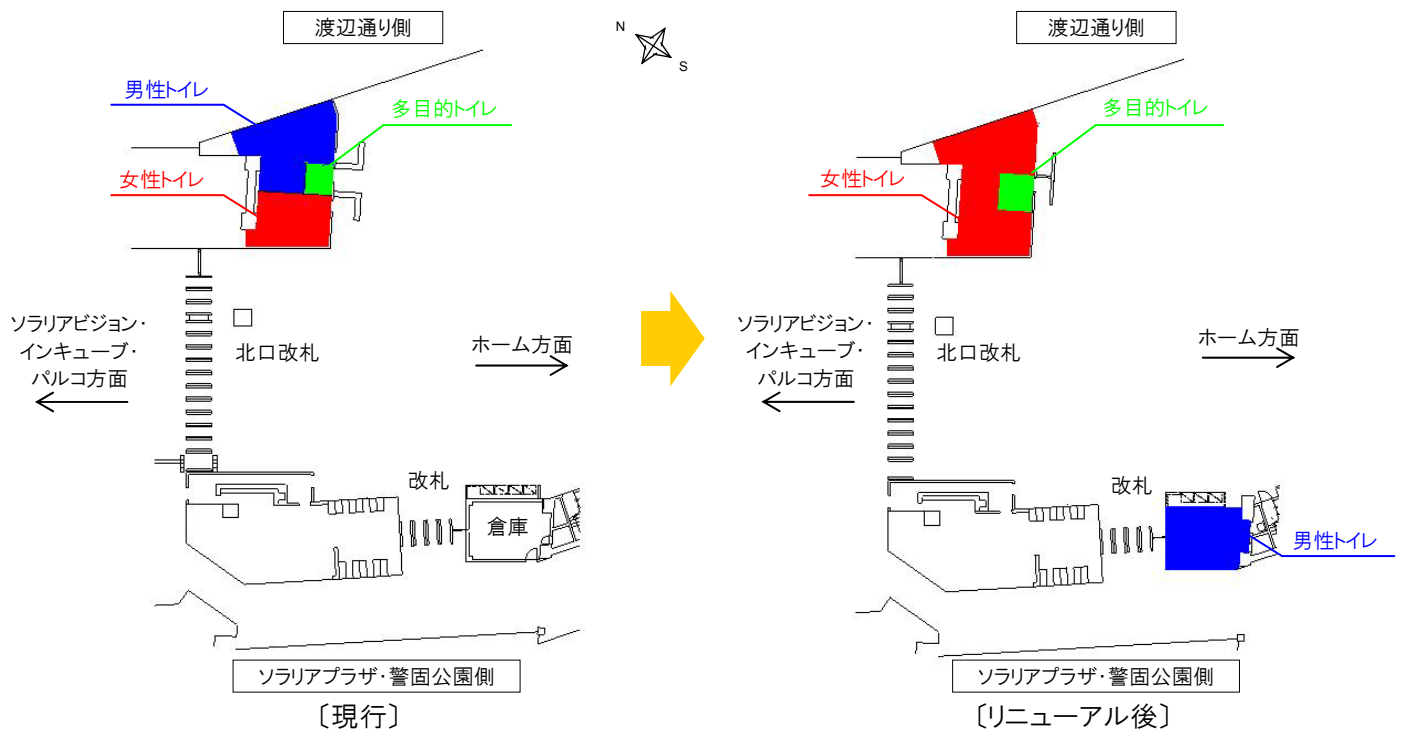 渡辺通り側
男性トイレ
多目的トイレ
女性トイレ
ソラリアビジョン・
インキューブ・
パルコ方面
北口改札
ホーム方面
改札
倉庫
ソラリアプラザ・警固公園側
〔現行〕
N
S
渡辺通り側
多目的トイレ
女性トイレ
ソラリアビジョン・
インキューブ・
パルコ方面
北口改札
ホーム方面
改札
男性トイレ
ソラリアプラザ・警固公園側
〔リニューアル後〕